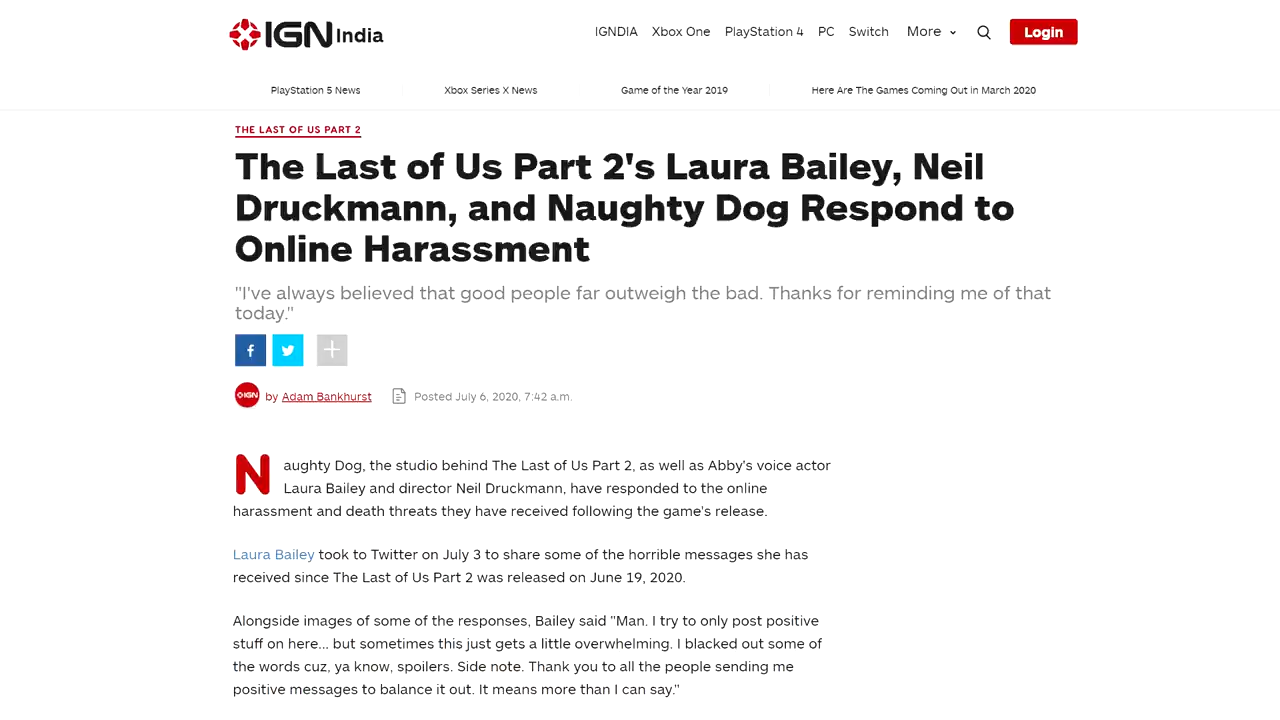 IGN India
IGNDIA Xbox One PlayStation 4 PC Switch More Login
PlayStation 5 News Xbox Series X News Game of the Year 2019 Here Are The Games Coming Out in March 2020
THE LAST OF US PART 2
The Last of Us Part 2's Laura Bailey, Neil
Druckmann, and Naughty Dog Respond to
Online Harassment
"I've always believed that good people far outweigh the bad. Thanks for reminding me of that
today."
IGN by Adam Bankhurst Posted July 6, 2020, 7:42 a.m.
Naughty Dog, the studio behind The Last of Us Part 2, as well as Abby's voice actor
Laura Bailey and director Neil Druckmann, have responded to the online
harassment and death threats they have received following the game's release.
Laura Bailey took to Twitter on July 3 to share some of the horrible messages she has
received since The Last of Us Part 2 was released on June 19, 2020.
Alongside images of some of the responses, Bailey said "Man. I try to only post positive
stuff on here... but sometimes this just gets a little overwhelming. I blacked out some of
the words cuz, ya know, spoilers. Side note. Thank you to all the people sending me
positive messages to balance it out. It means more than I can say."